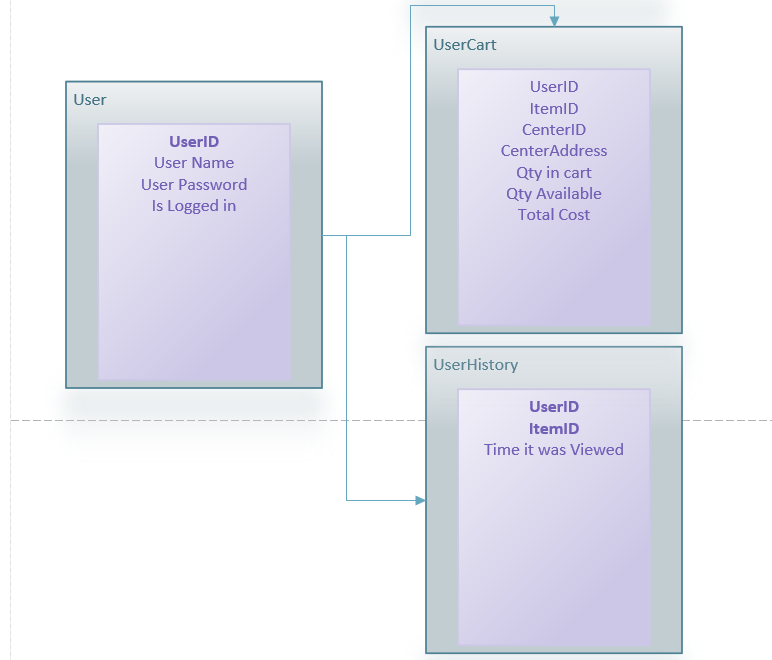 User
UserID
User Name
User Password
Is Logged in
UserCart
UserID
ItemID
CenterID
CenterAddress
Qty in cart
Qty Available
Total Cost
UserHistory
UserID
ItemID
Time it was Viewed